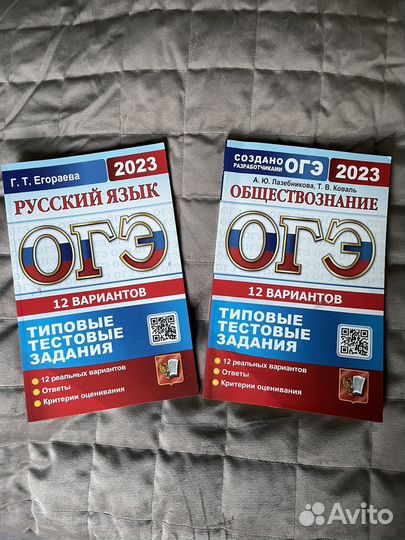 Г. Т. Егораева
2023
РУССКИЙ ЯЗЫК
ОГЭ
12 ВАРИАНТОВ
ТИПОВЫЕ
ТЕСТОВЫЕ
ЗАДАНИЯ
12 реальных вариантов
Ответы
Критерии оценивания
СОЗДАНО
РАЗРАБОТЧИКАМИ ОГЭ
2023
А. Ю. Лазебникова, Т. В. Коваль
ОБЩЕСТВОЗНАНИЕ
ОГЭ
12 ВАРИАНТОВ
ТИПОВЫЕ
ТЕСТОВЫЕ
ЗАДАНИЯ
12 реальных вариантов
Ответы
Критерии оценивания
Avito